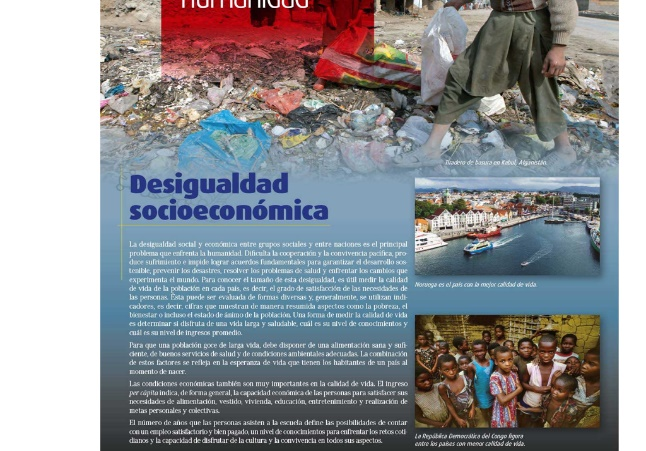 humanidad
Tiradero de basura en Kabul, Afganistán.
Desigualdad
socioeconómica
La desigualdad social y económica entre grupos sociales y entre naciones es el principal
problema que enfrenta la humanidad. Dificulta la cooperación y la convivencia pacífica, pro-
duce sufrimiento e impide lograr acuerdos fundamentales para garantizar el desarrollo sos-
tenible, prevenir los desastres, resolver los problemas de salud y enfrentar los cambios que
experimenta el mundo. Para conocer el tamaño de esta desigualdad, es útil medir la calidad
de vida de la población en cada país, es decir, el grado de satisfacción de las necesidades de
las personas. Ésta puede ser evaluada de formas diversas y, generalmente, se utilizan indi-
cadores, es decir, cifras que muestran de manera resumida aspectos como la pobreza, el
bienestar o incluso el estado de ánimo de la población. Una forma de medir la calidad de vida
es determinar si disfruta de una vida larga y saludable, cuál es su nivel de conocimientos y
cuál es su nivel de ingresos promedio.
Para que una población goce de larga vida, debe disponer de una alimentación sana y sufi-
ciente, de buenos servicios de salud y de condiciones ambientales adecuadas. La combinación
de estos factores se refleja en la esperanza de vida que tienen los habitantes de un país al
momento de nacer.
Las condiciones económicas también son muy importantes en la calidad de vida. El ingreso
per cápita indica, de forma general, la capacidad económica de las personas para satisfacer sus
necesidades de alimentación, vestido, vivienda, educación, entretenimiento y realización de
metas personales y colectivas.
El número de años que las personas asisten a la escuela define las posibilidades de contar
con un empleo satisfactorio y bien pagado, un nivel de conocimientos para enfrentar los retos coti-
dianos y la capacidad de disfrutar de la cultura y la convivencia en todos sus aspectos.
Noruega es el país con la mejor calidad de vida.
La República Democrática del Congo figura
entre los países con menor calidad de vida.